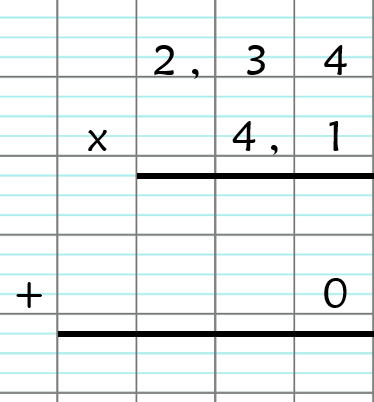 2, 3 4
x 4, 1
+ 0